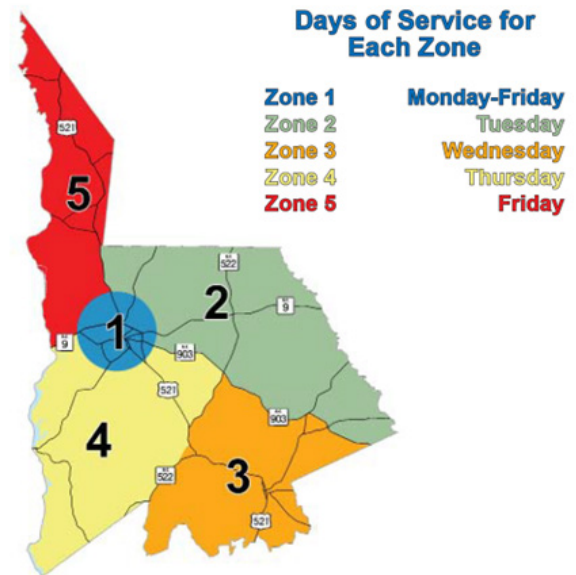 Days of Service for
Each Zone
Zone 1 Monday-Friday
Zone 2 Tuesday
Zone 3 Wednesday
Zone 4 Thursday
Zone 5 Friday
521
5
522
2
9
1
9
903
521
903
4
522
3
521